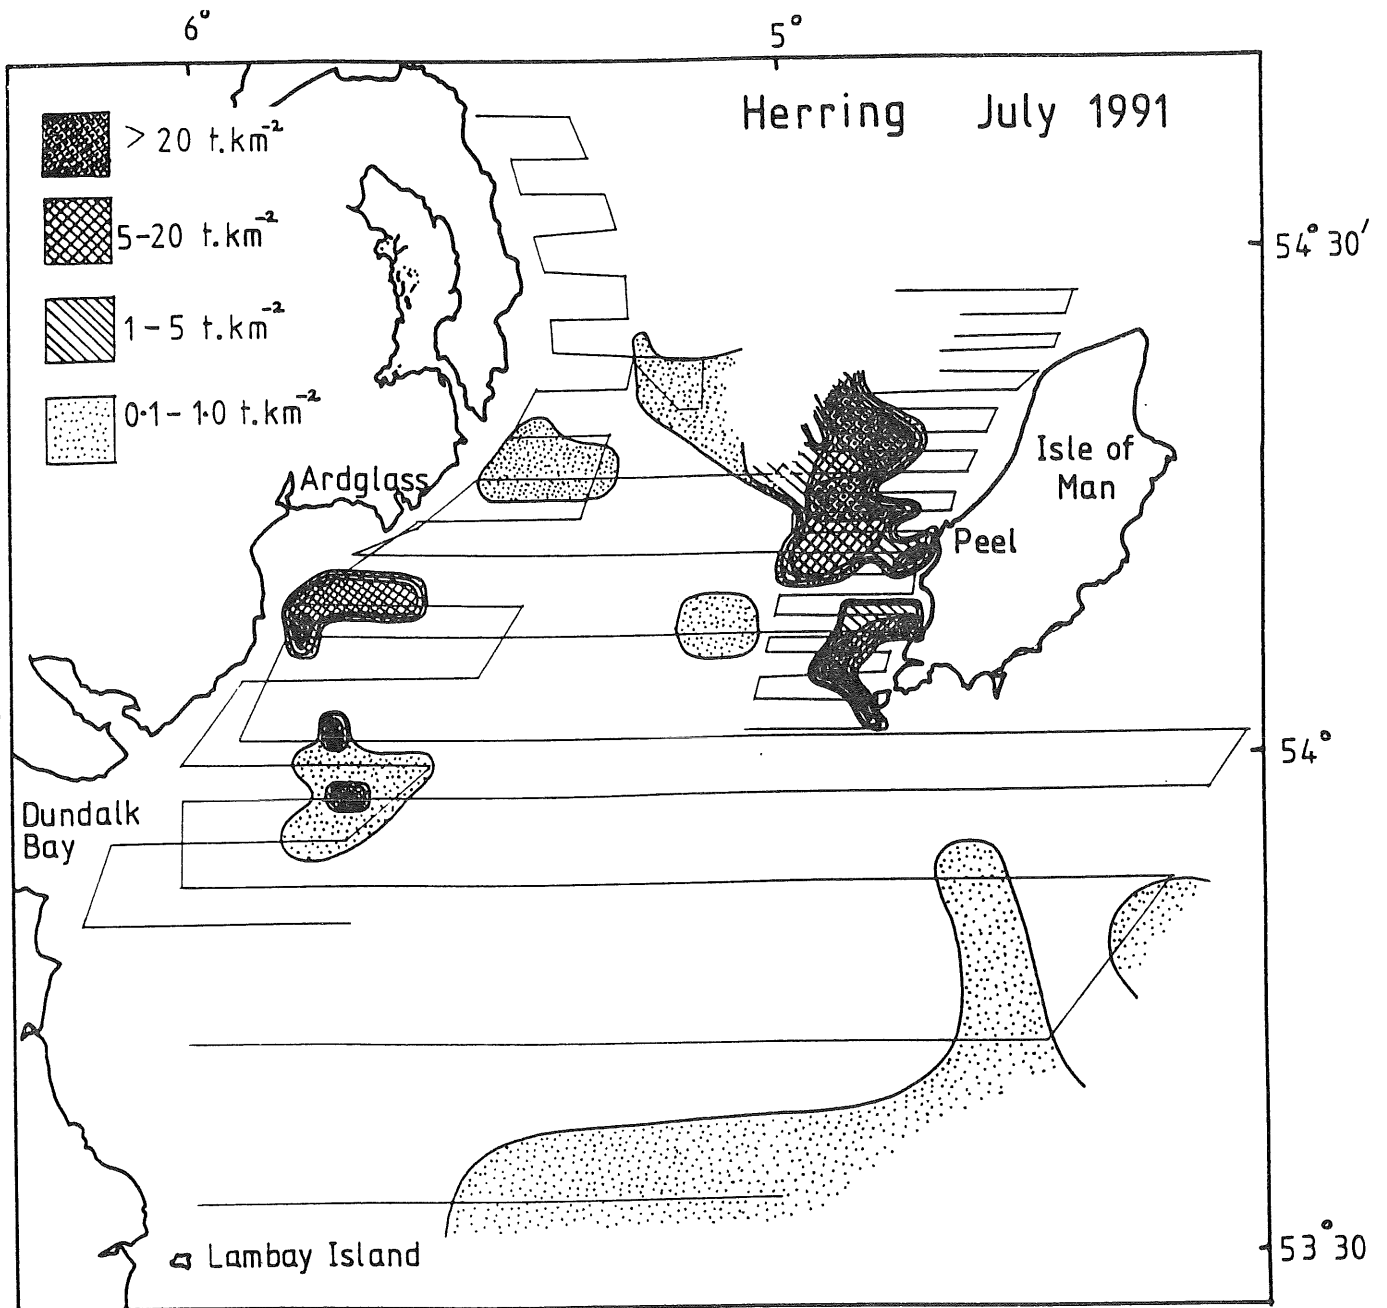 6° 5°
Herring July 1991
> 20 t.km⁻²
5-20 t.km⁻²
1-5 t.km⁻²
0·1-1·0 t.km⁻²
54° 30'
Isle of
Man
Ardglass
Peel
54°
Dundalk
Bay
Lambay Island
53° 30